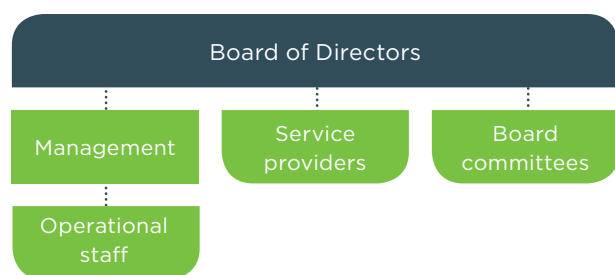 Board of Directors
Management
Service
providers
Board
committees
Operational
staff